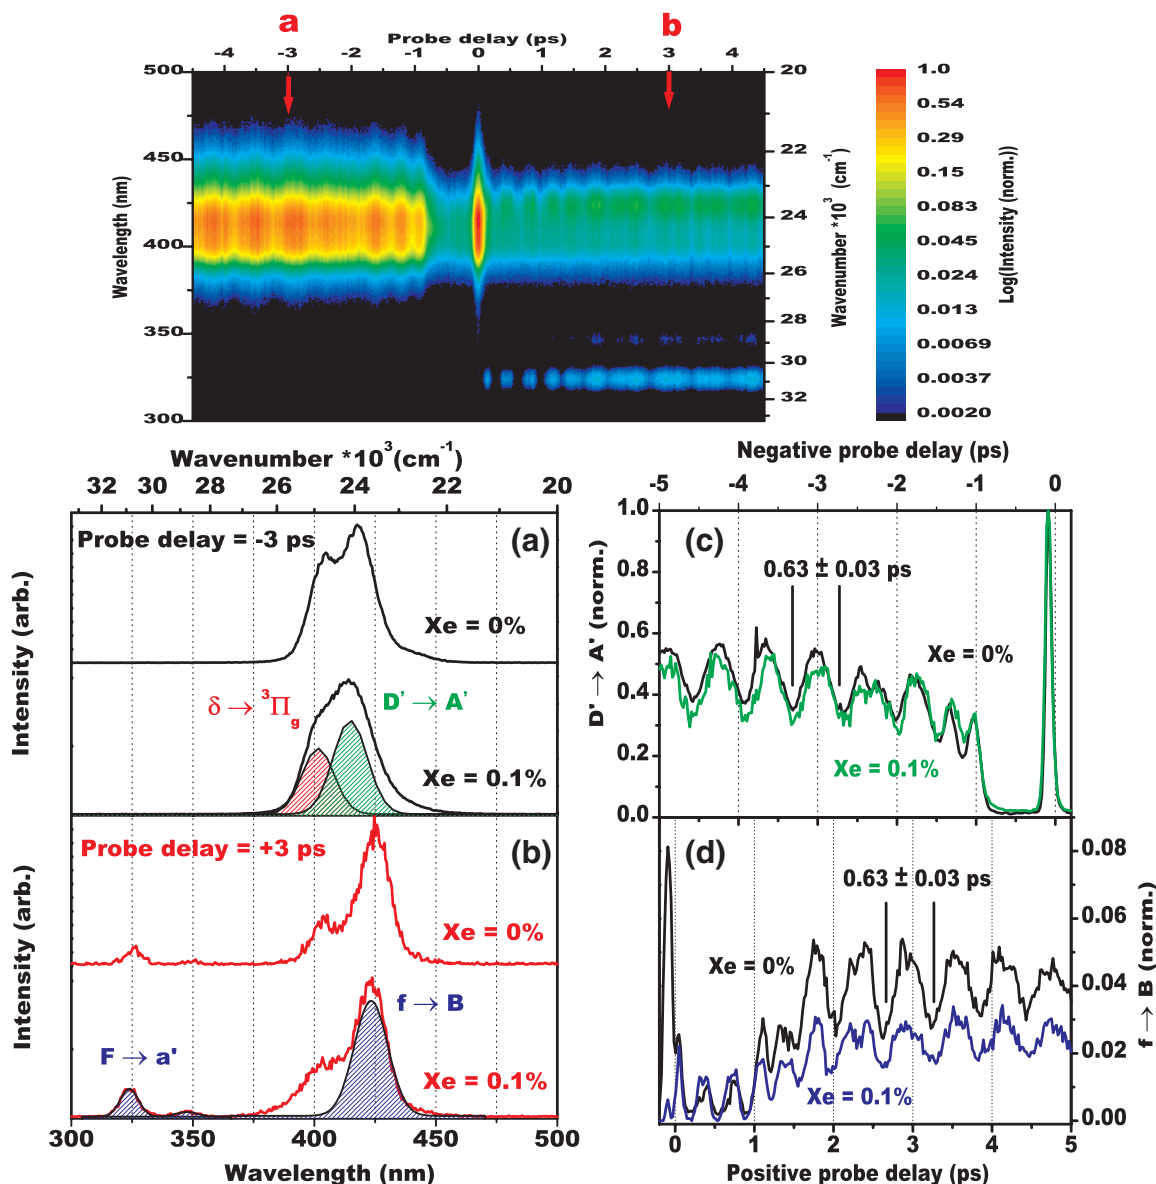 a
b
Probe delay (ps)
-4 -3 -2 -1 0 1 2 3 4
500
450
400
350
300
Wavelength (nm)
20
22
24
26
28
30
32
Wavenumber *10³ (cm⁻¹)
1.0
0.54
0.29
0.15
0.083
0.045
0.024
0.013
0.0069
0.0037
0.0020
Log(Intensity (norm.))
Wavenumber *10³(cm⁻¹)
32 30 28 26 24 22 20
Probe delay = -3 ps
(a)
Xe = 0%
δ → ³Π_g
D' → A'
Xe = 0.1%
Intensity (arb.)
Probe delay = +3 ps
(b)
Xe = 0%
f → B
F → a'
Xe = 0.1%
Intensity (arb.)
300 350 400 450 500
Wavelength (nm)
Negative probe delay (ps)
-5 -4 -3 -2 -1 0
1.0
0.8
0.6
0.4
0.2
0.0
D' → A' (norm.)
(c)
0.63 ± 0.03 ps
Xe = 0%
Xe = 0.1%
(d)
0.63 ± 0.03 ps
Xe = 0%
Xe = 0.1%
0.08
0.06
0.04
0.02
0.00
f → B (norm.)
0 1 2 3 4 5
Positive probe delay (ps)